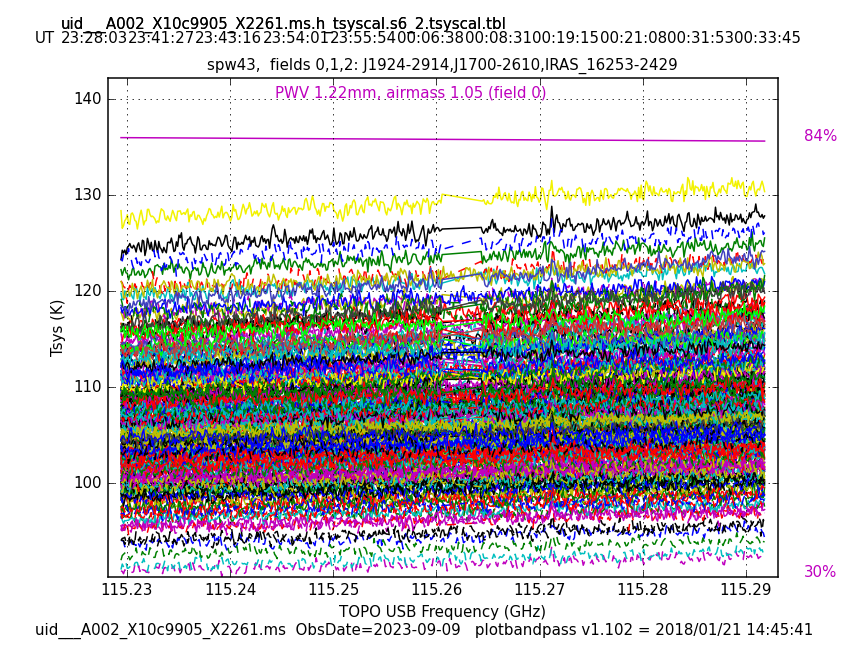 uid___A002_X10c9905_X2261.ms.h_tsyscal.s6_2.tsyscal.tbl
UT 23:28:03 23:41:27 23:43:16 23:54:01 23:55:54 00:06:38 00:08:31 00:19:15 00:21:08 00:31:53 00:33:45
spw43,  fields 0,1,2: J1924-2914,J1700-2610,IRAS_16253-2429
PWV 1.22mm, airmass 1.05 (field 0)
84%
30%
Tsys (K)
140
130
120
110
100
115.23 115.24 115.25 115.26 115.27 115.28 115.29
TOPO USB Frequency (GHz)
uid___A002_X10c9905_X2261.ms  ObsDate=2023-09-09   plotbandpass v1.102 = 2018/01/21 14:45:41